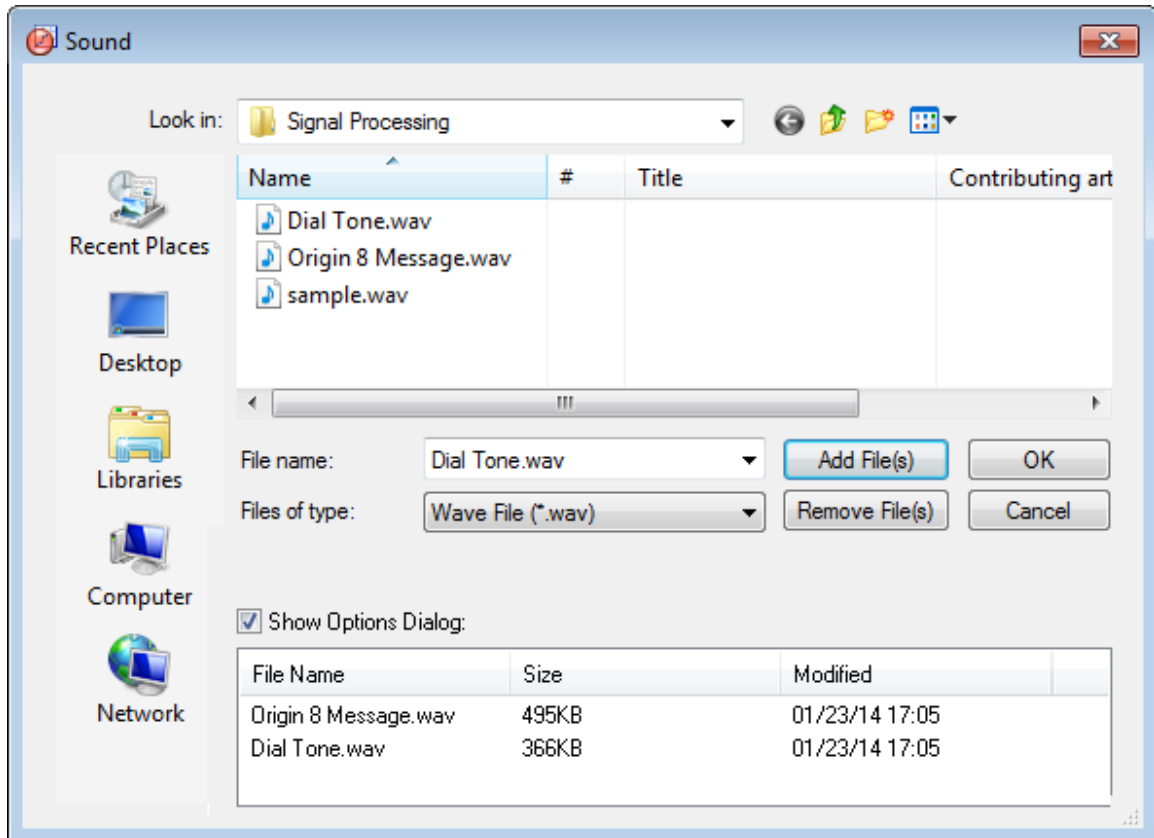 Sound
Look in: Signal Processing
Name # Title Contributing art
Dial Tone.wav
Origin 8 Message.wav
sample.wav
Recent Places
Desktop
Libraries
Computer
Network
File name: Dial Tone.wav Add File(s) OK
Files of type: Wave File (*.wav) Remove File(s) Cancel
Show Options Dialog:
File Name Size Modified
Origin 8 Message.wav 495KB 01/23/14 17:05
Dial Tone.wav 366KB 01/23/14 17:05